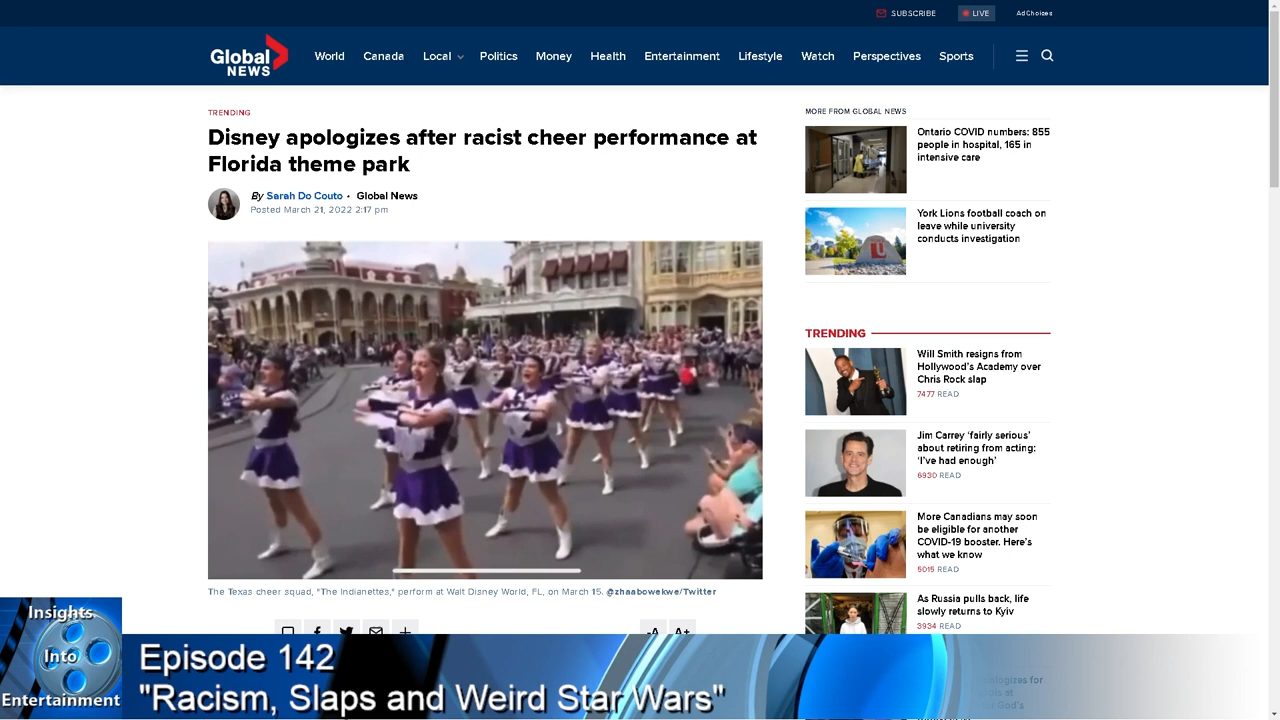 SUBSCRIBE
LIVE
AdChoices
Global
NEWS
World
Canada
Local
Politics
Money
Health
Entertainment
Lifestyle
Watch
Perspectives
Sports
TRENDING
Disney apologizes after racist cheer performance at
Florida theme park
By Sarah Do Couto • Global News
Posted March 21, 2022 2:17 pm
The Texas cheer squad, "The Indianettes," perform at Walt Disney World, FL, on March 15. @zhaabowekwe/Twitter
-A
A+
MORE FROM GLOBAL NEWS
Ontario COVID numbers: 855
people in hospital, 165 in
intensive care
York Lions football coach on
leave while university
conducts investigation
TRENDING
Will Smith resigns from
Hollywood's Academy over
Chris Rock slap
7477 READ
Jim Carrey 'fairly serious'
about retiring from acting:
'I've had enough'
6930 READ
More Canadians may soon
be eligible for another
COVID-19 booster. Here's
what we know
5015 READ
As Russia pulls back, life
slowly returns to Kyiv
3934 READ
Insights
Into
Entertainment
Episode 142
"Racism, Slaps and Weird Star Wars"